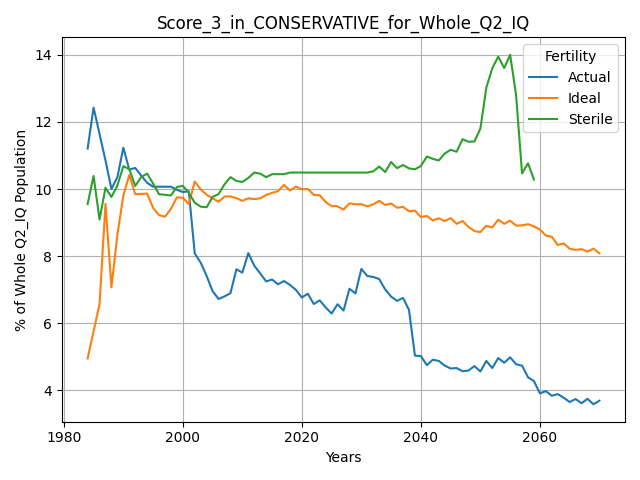 Score_3_in_CONSERVATIVE_for_Whole_Q2_IQ
% of Whole Q2_IQ Population
14
12
10
8
6
4
Fertility
Actual
Ideal
Sterile
1980
2000
2020
2040
2060
Years